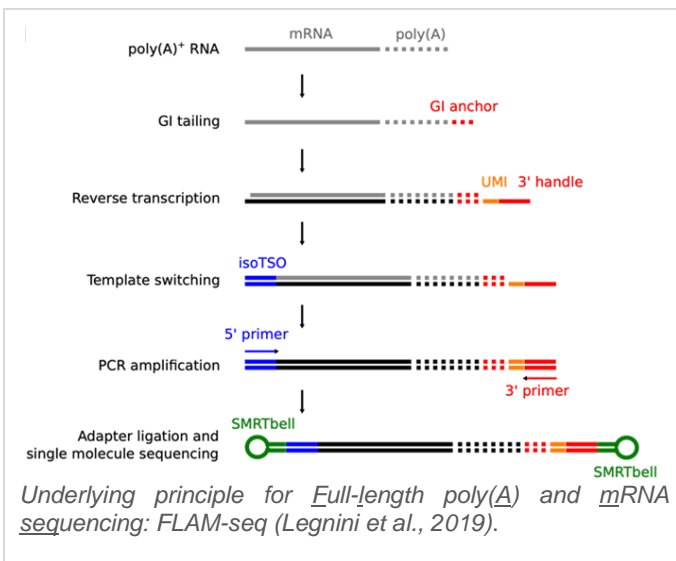 mRNA poly(A)
poly(A)+ RNA
GI anchor
GI tailing
UMI 3' handle
Reverse transcription
isoTSO
Template switching
5' primer
PCR amplification
3' primer
SMRTbell
Adapter ligation and
single molecule sequencing
SMRTbell
Underlying principle for Full-length poly(A) and mRNA
sequencing: FLAM-seq (Legnini et al., 2019).